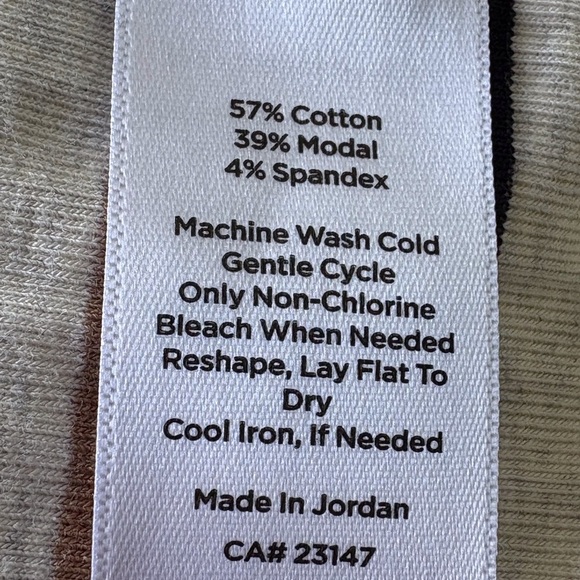 57% Cotton
39% Modal
4% Spandex
Machine Wash Cold
Gentle Cycle
Only Non-Chlorine
Bleach When Needed
Reshape, Lay Flat To
Dry
Cool Iron, If Needed
Made In Jordan
CA# 23147